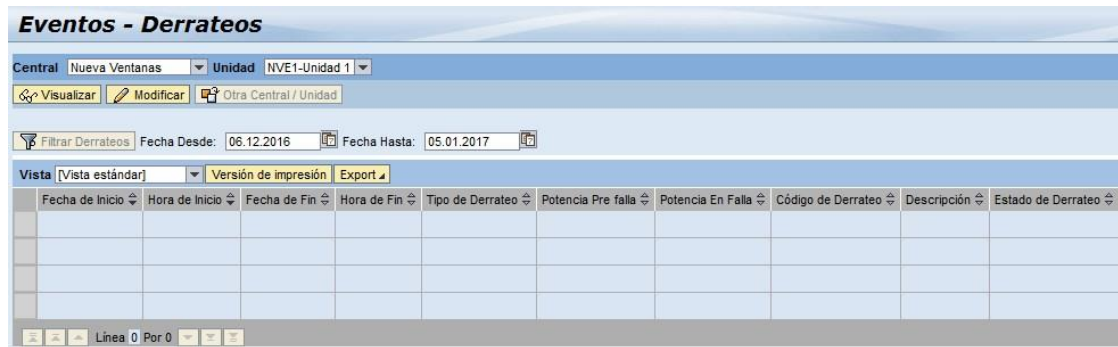 Eventos - Derrateos
Central Nueva Ventanas Unidad NVE1-Unidad 1
Visualizar Modificar Otra Central / Unidad
Filtrar Derrateos Fecha Desde: 06.12.2016 Fecha Hasta: 05.01.2017
Vista [Vista estándar] Versión de impresión Export
Fecha de Inicio Hora de Inicio Fecha de Fin Hora de Fin Tipo de Derrateo Potencia Pre falla Potencia En Falla Código de Derrateo Descripción Estado de Derrateo
Línea 0 Por 0